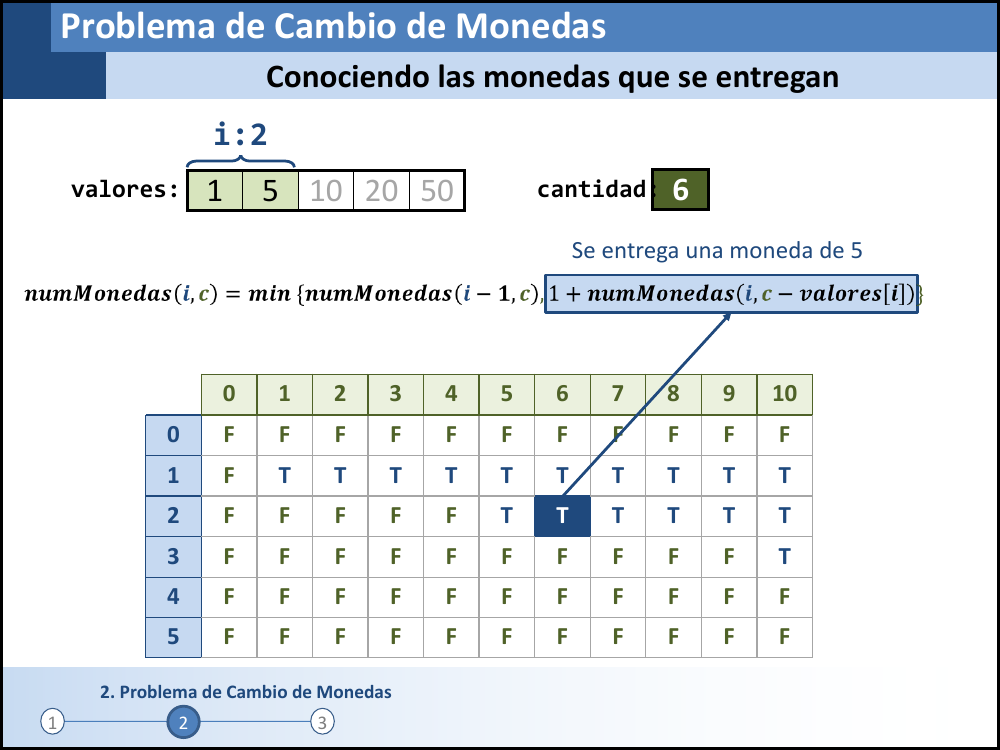 Problema de Cambio de Monedas
Conociendo las monedas que se entregan
i:2
valores: 1 5 10 20 50 cantidad: 6
Se entrega una moneda de 5
numMonedas(i, c) = min {numMonedas(i − 1, c), 1 + numMonedas(i, c − valores[i])}
0 1 2 3 4 5 6 7 8 9 10
0 F F F F F F F F F F F
1 F T T T T T T T T T T
2 F F F F F T T T T T T
3 F F F F F F F F F F T
4 F F F F F F F F F F F
5 F F F F F F F F F F F
2. Problema de Cambio de Monedas
1 2 3